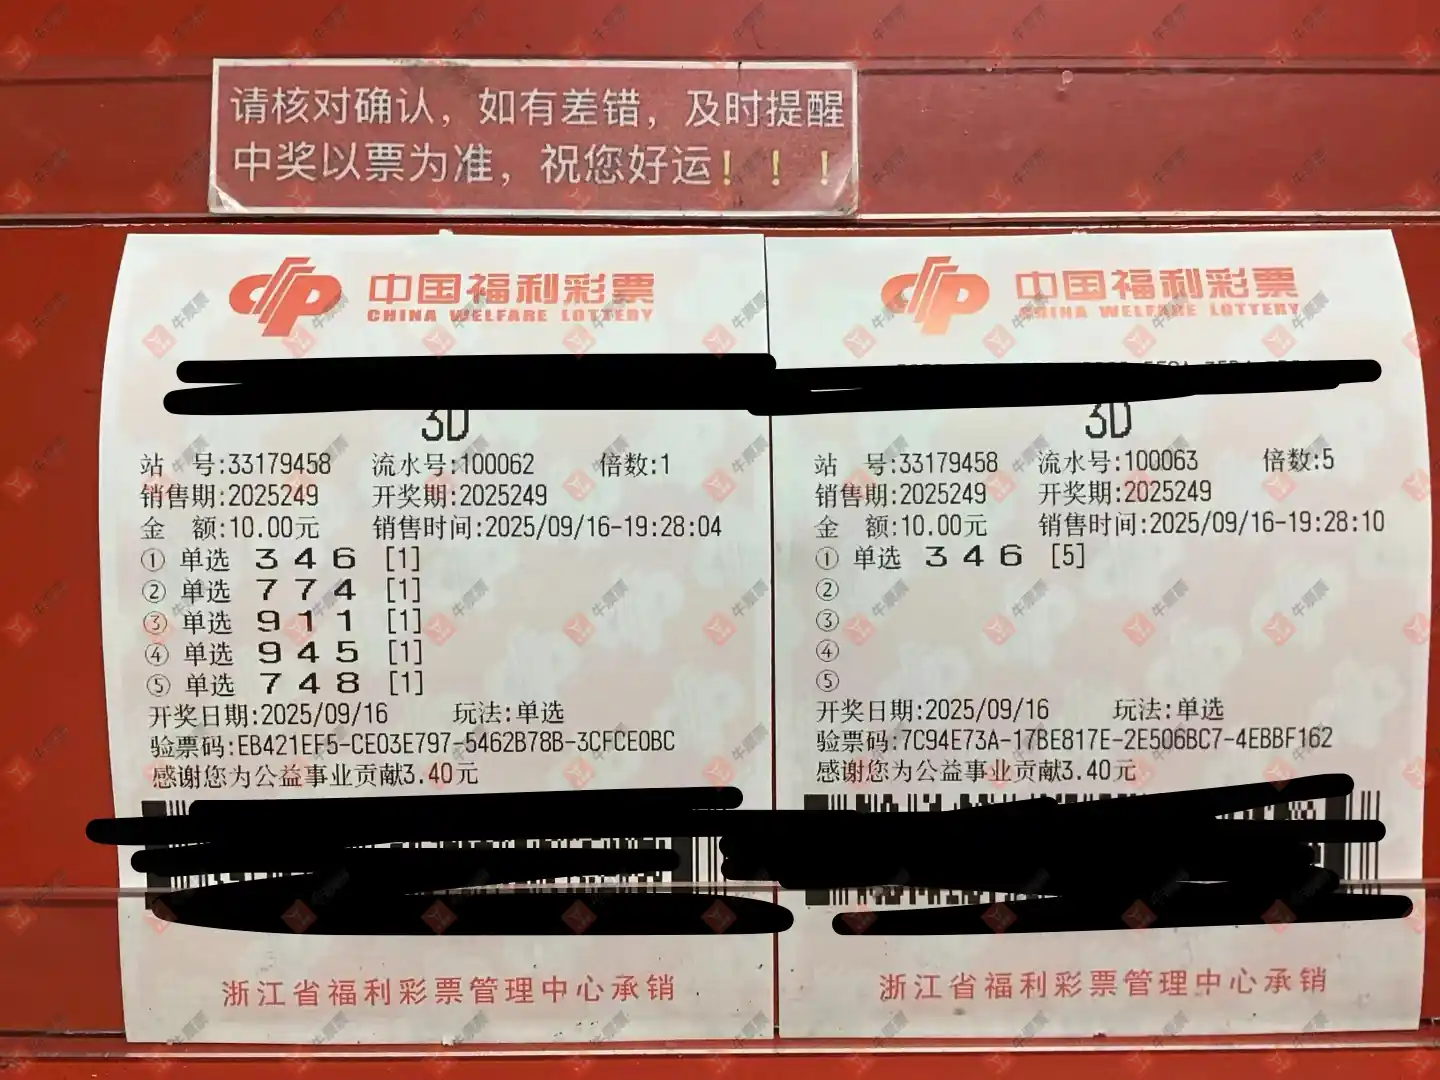 请核对确认，如有差错，及时提醒
中奖以票为准，祝您好运！！！
中国福利彩票
CHINA WELFARE LOTTERY
3D
站 号:33179458 流水号:100062 倍数:1
销售期:2025249 开奖期:2025249
金 额:10.00元 销售时间:2025/09/16-19:28:04
① 单选 3 4 6 [1]
② 单选 7 7 4 [1]
③ 单选 9 1 1 [1]
④ 单选 9 4 5 [1]
⑤ 单选 7 4 8 [1]
开奖日期:2025/09/16 玩法:单选
验票码:EB421EF5-CE03E797-5462B78B-3CFCE0BC
感谢您为公益事业贡献3.40元
浙江省福利彩票管理中心承销
中国福利彩票
CHINA WELFARE LOTTERY
3D
站 号:33179458 流水号:100063 倍数:5
销售期:2025249 开奖期:2025249
金 额:10.00元 销售时间:2025/09/16-19:28:10
① 单选 3 4 6 [5]
②
③
④
⑤
开奖日期:2025/09/16 玩法:单选
验票码:7C94E73A-17BE817E-2E506BC7-4EBBF162
感谢您为公益事业贡献3.40元
浙江省福利彩票管理中心承销